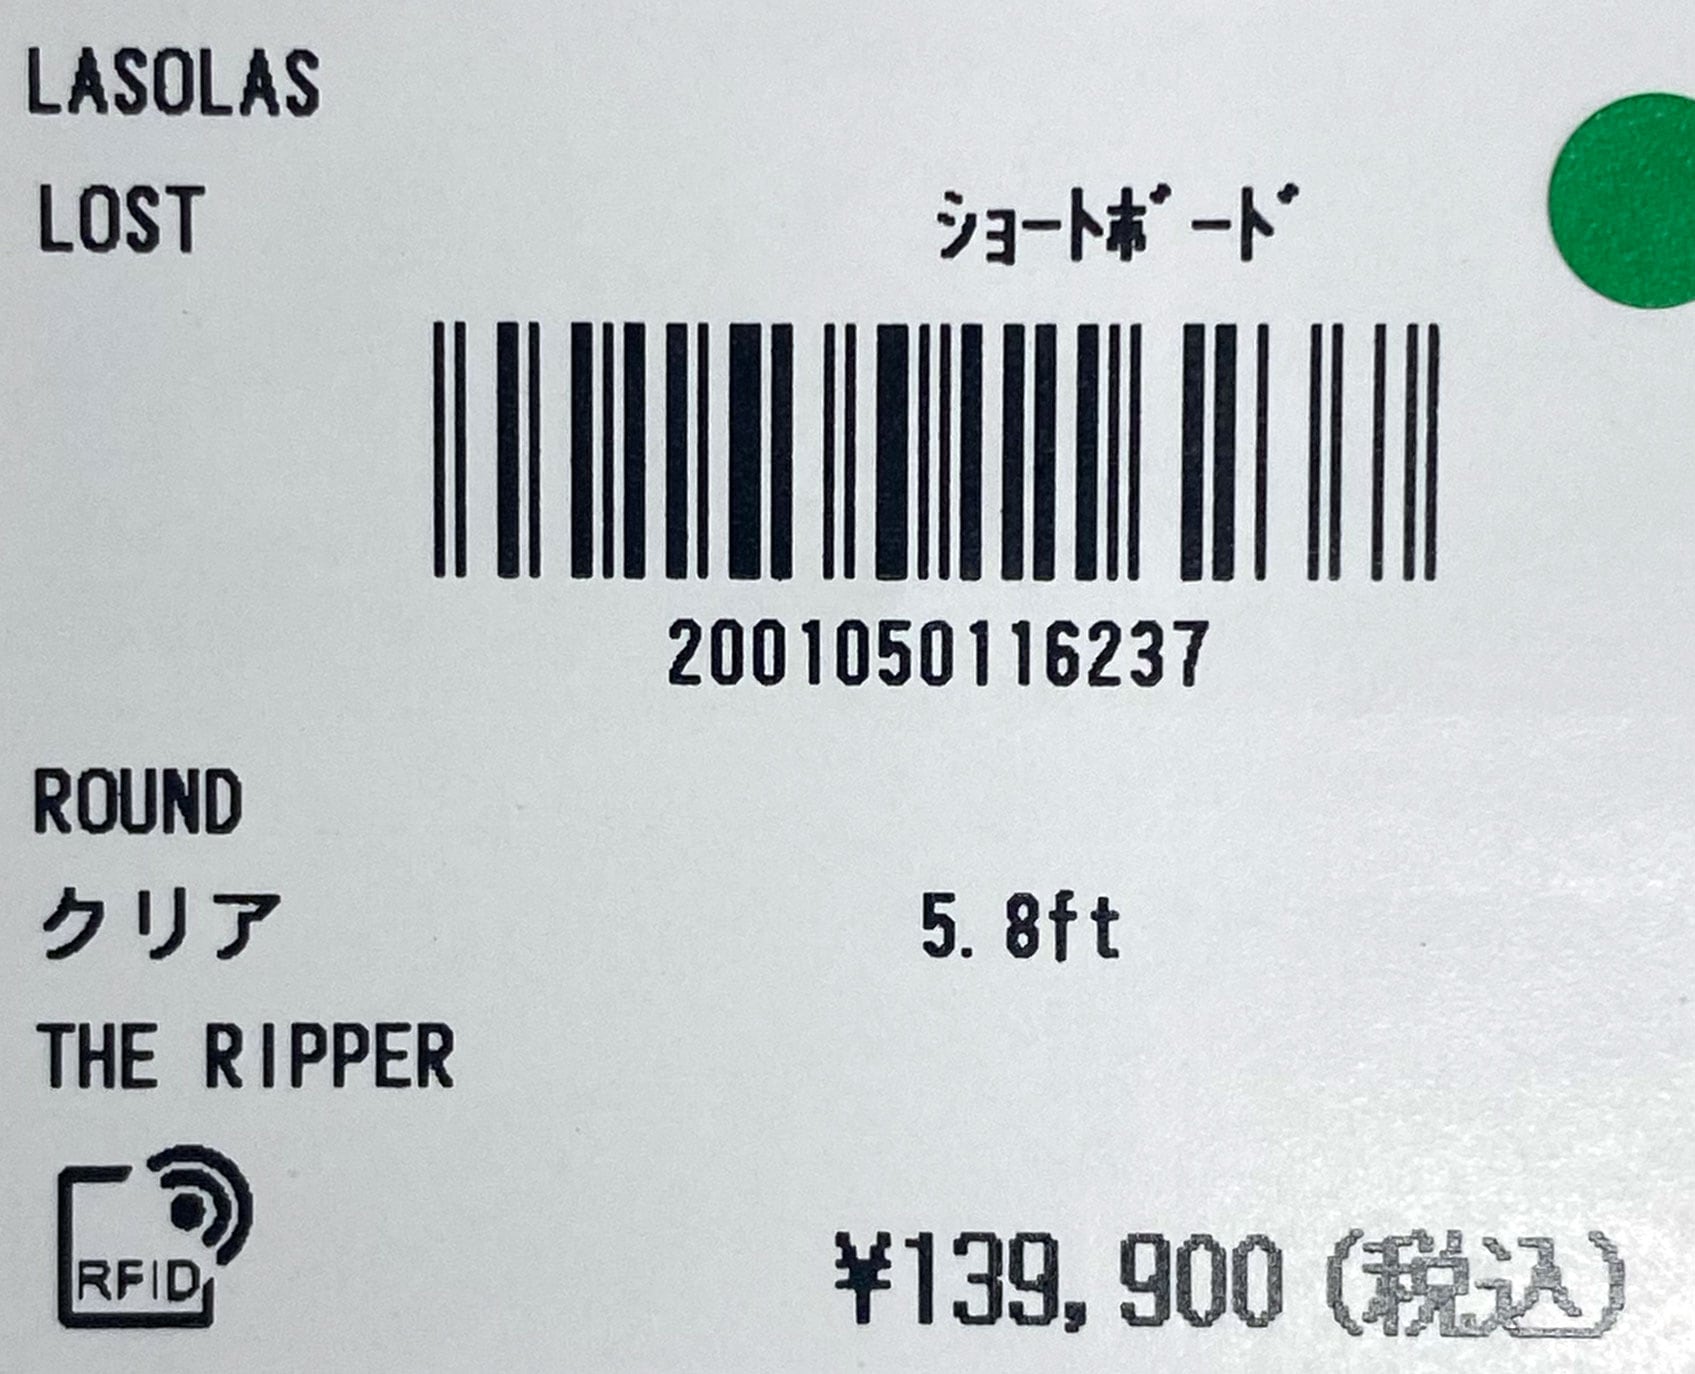 LASOLAS
LOST ｼｮｰﾄﾎﾞｰﾄﾞ
2001050116237
ROUND
クリア 5.8ft
THE RIPPER
RFID
¥139,900(税込)